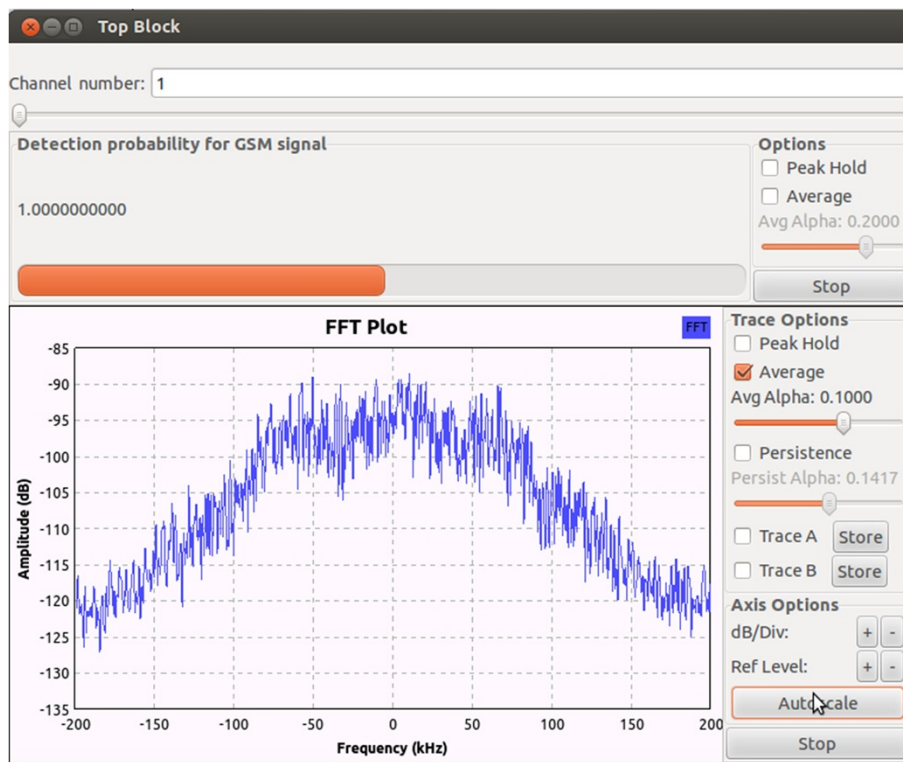 Top Block
Channel number: 1
Detection probability for GSM signal
1.0000000000
Options
Peak Hold
Average
Avg Alpha: 0.2000
Stop
FFT Plot
FFT
-85
-90
-95
-100
-105
-110
-115
-120
-125
-130
-135
Amplitude (dB)
-200 -150 -100 -50 0 50 100 150 200
Frequency (kHz)
Trace Options
Peak Hold
Average
Avg Alpha: 0.1000
Persistence
Persist Alpha: 0.1417
Trace A Store
Trace B Store
Axis Options
dB/Div: + -
Ref Level: + -
Autoscale
Stop